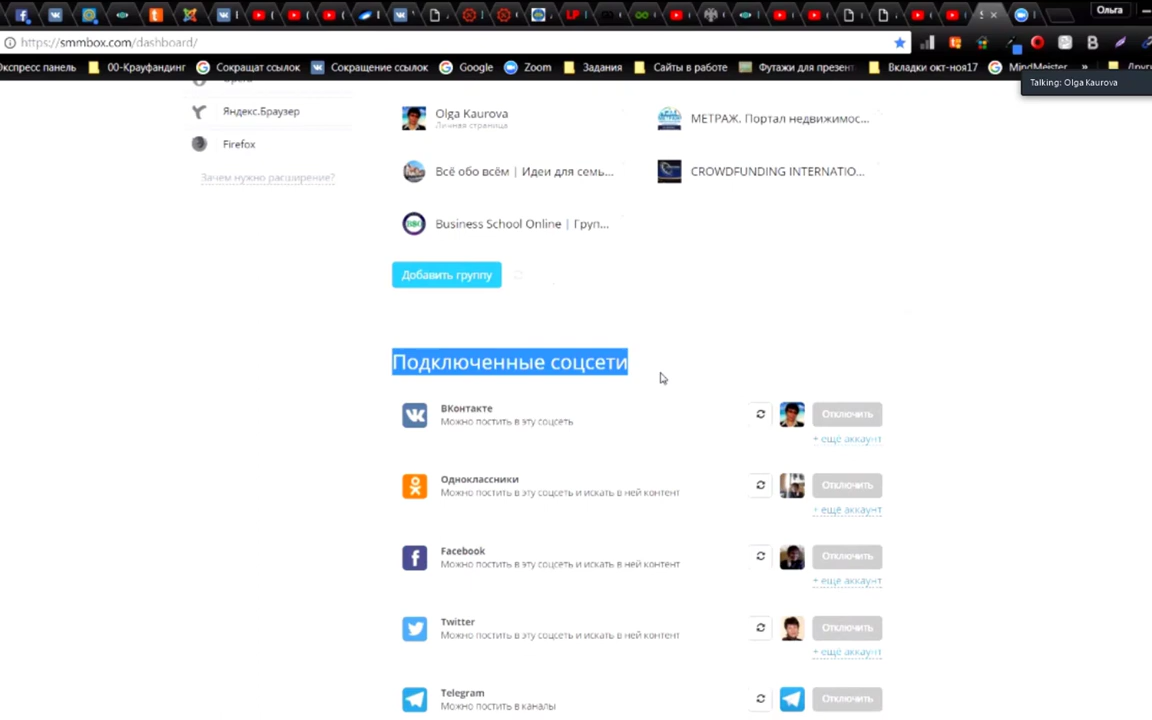 Ольга
https://smmbox.com/dashboard/
Экспресс панель
00-Крауфандинг
Сократат ссылок
Сокращение ссылок
Google
Zoom
Задания
Сайты в работе
Футажи для презент
Вкладки окт-ноя17
MindMeister
»
Други
Talking: Olga Kaurova
Opera
Яндекс.Браузер
Firefox
Зачем нужно расширение?
Olga Kaurova
Личная страница
МЕТРАЖ. Портал недвижимос...
Всё обо всём | Идеи для семь...
CROWDFUNDING INTERNATIO...
Business School Online | Груп...
Добавить группу
Подключенные соцсети
ВКонтакте
Можно постить в эту соцсеть
Отключить
+ ещё аккаунт
Одноклассники
Можно постить в эту соцсеть и искать в ней контент
Отключить
+ ещё аккаунт
Facebook
Можно постить в эту соцсеть и искать в ней контент
Отключить
+ ещё аккаунт
Twitter
Можно постить в эту соцсеть и искать в ней контент
Отключить
+ ещё аккаунт
Telegram
Можно постить в каналы
Отключить